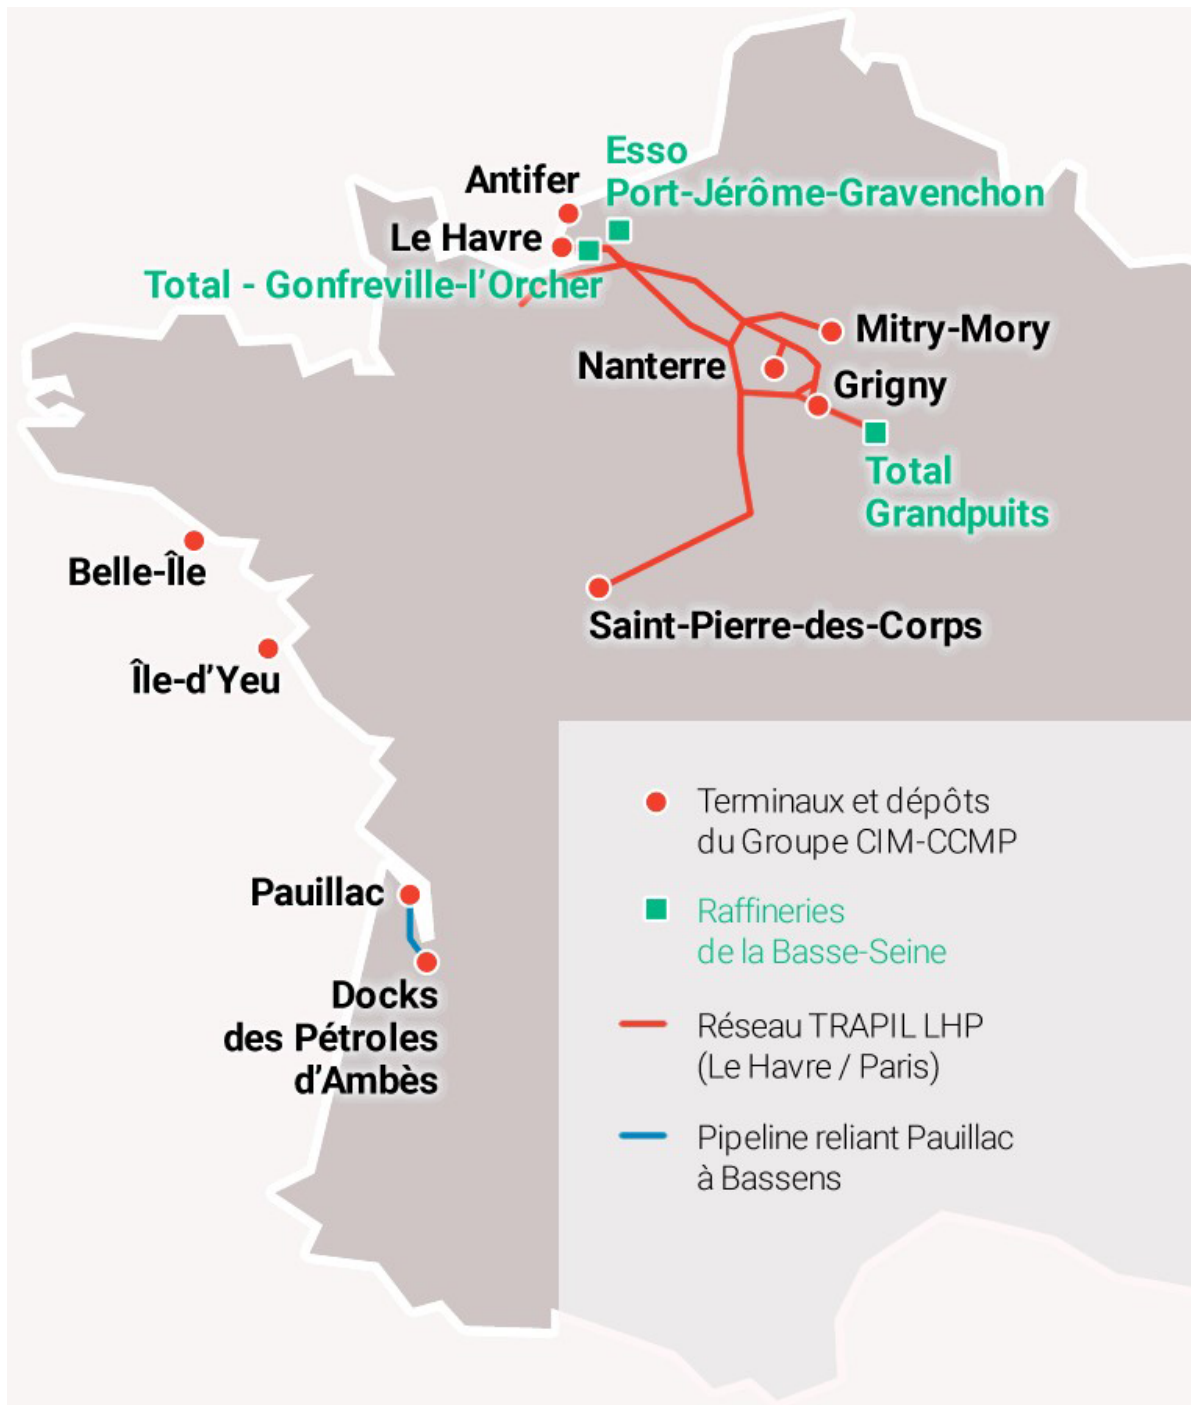 Esso
Port-Jérôme-Gravenchon
Antifer
Le Havre
Total - Gonfreville-l’Orcher
Mitry-Mory
Nanterre
Grigny
Total
Grandpuits
Belle-Île
Saint-Pierre-des-Corps
Île-d’Yeu
Pauillac
Docks
des Pétroles
d’Ambès
Terminaux et dépôts
du Groupe CIM-CCMP
Raffineries
de la Basse-Seine
Réseau TRAPIL LHP
(Le Havre / Paris)
Pipeline reliant Pauillac
à Bassens